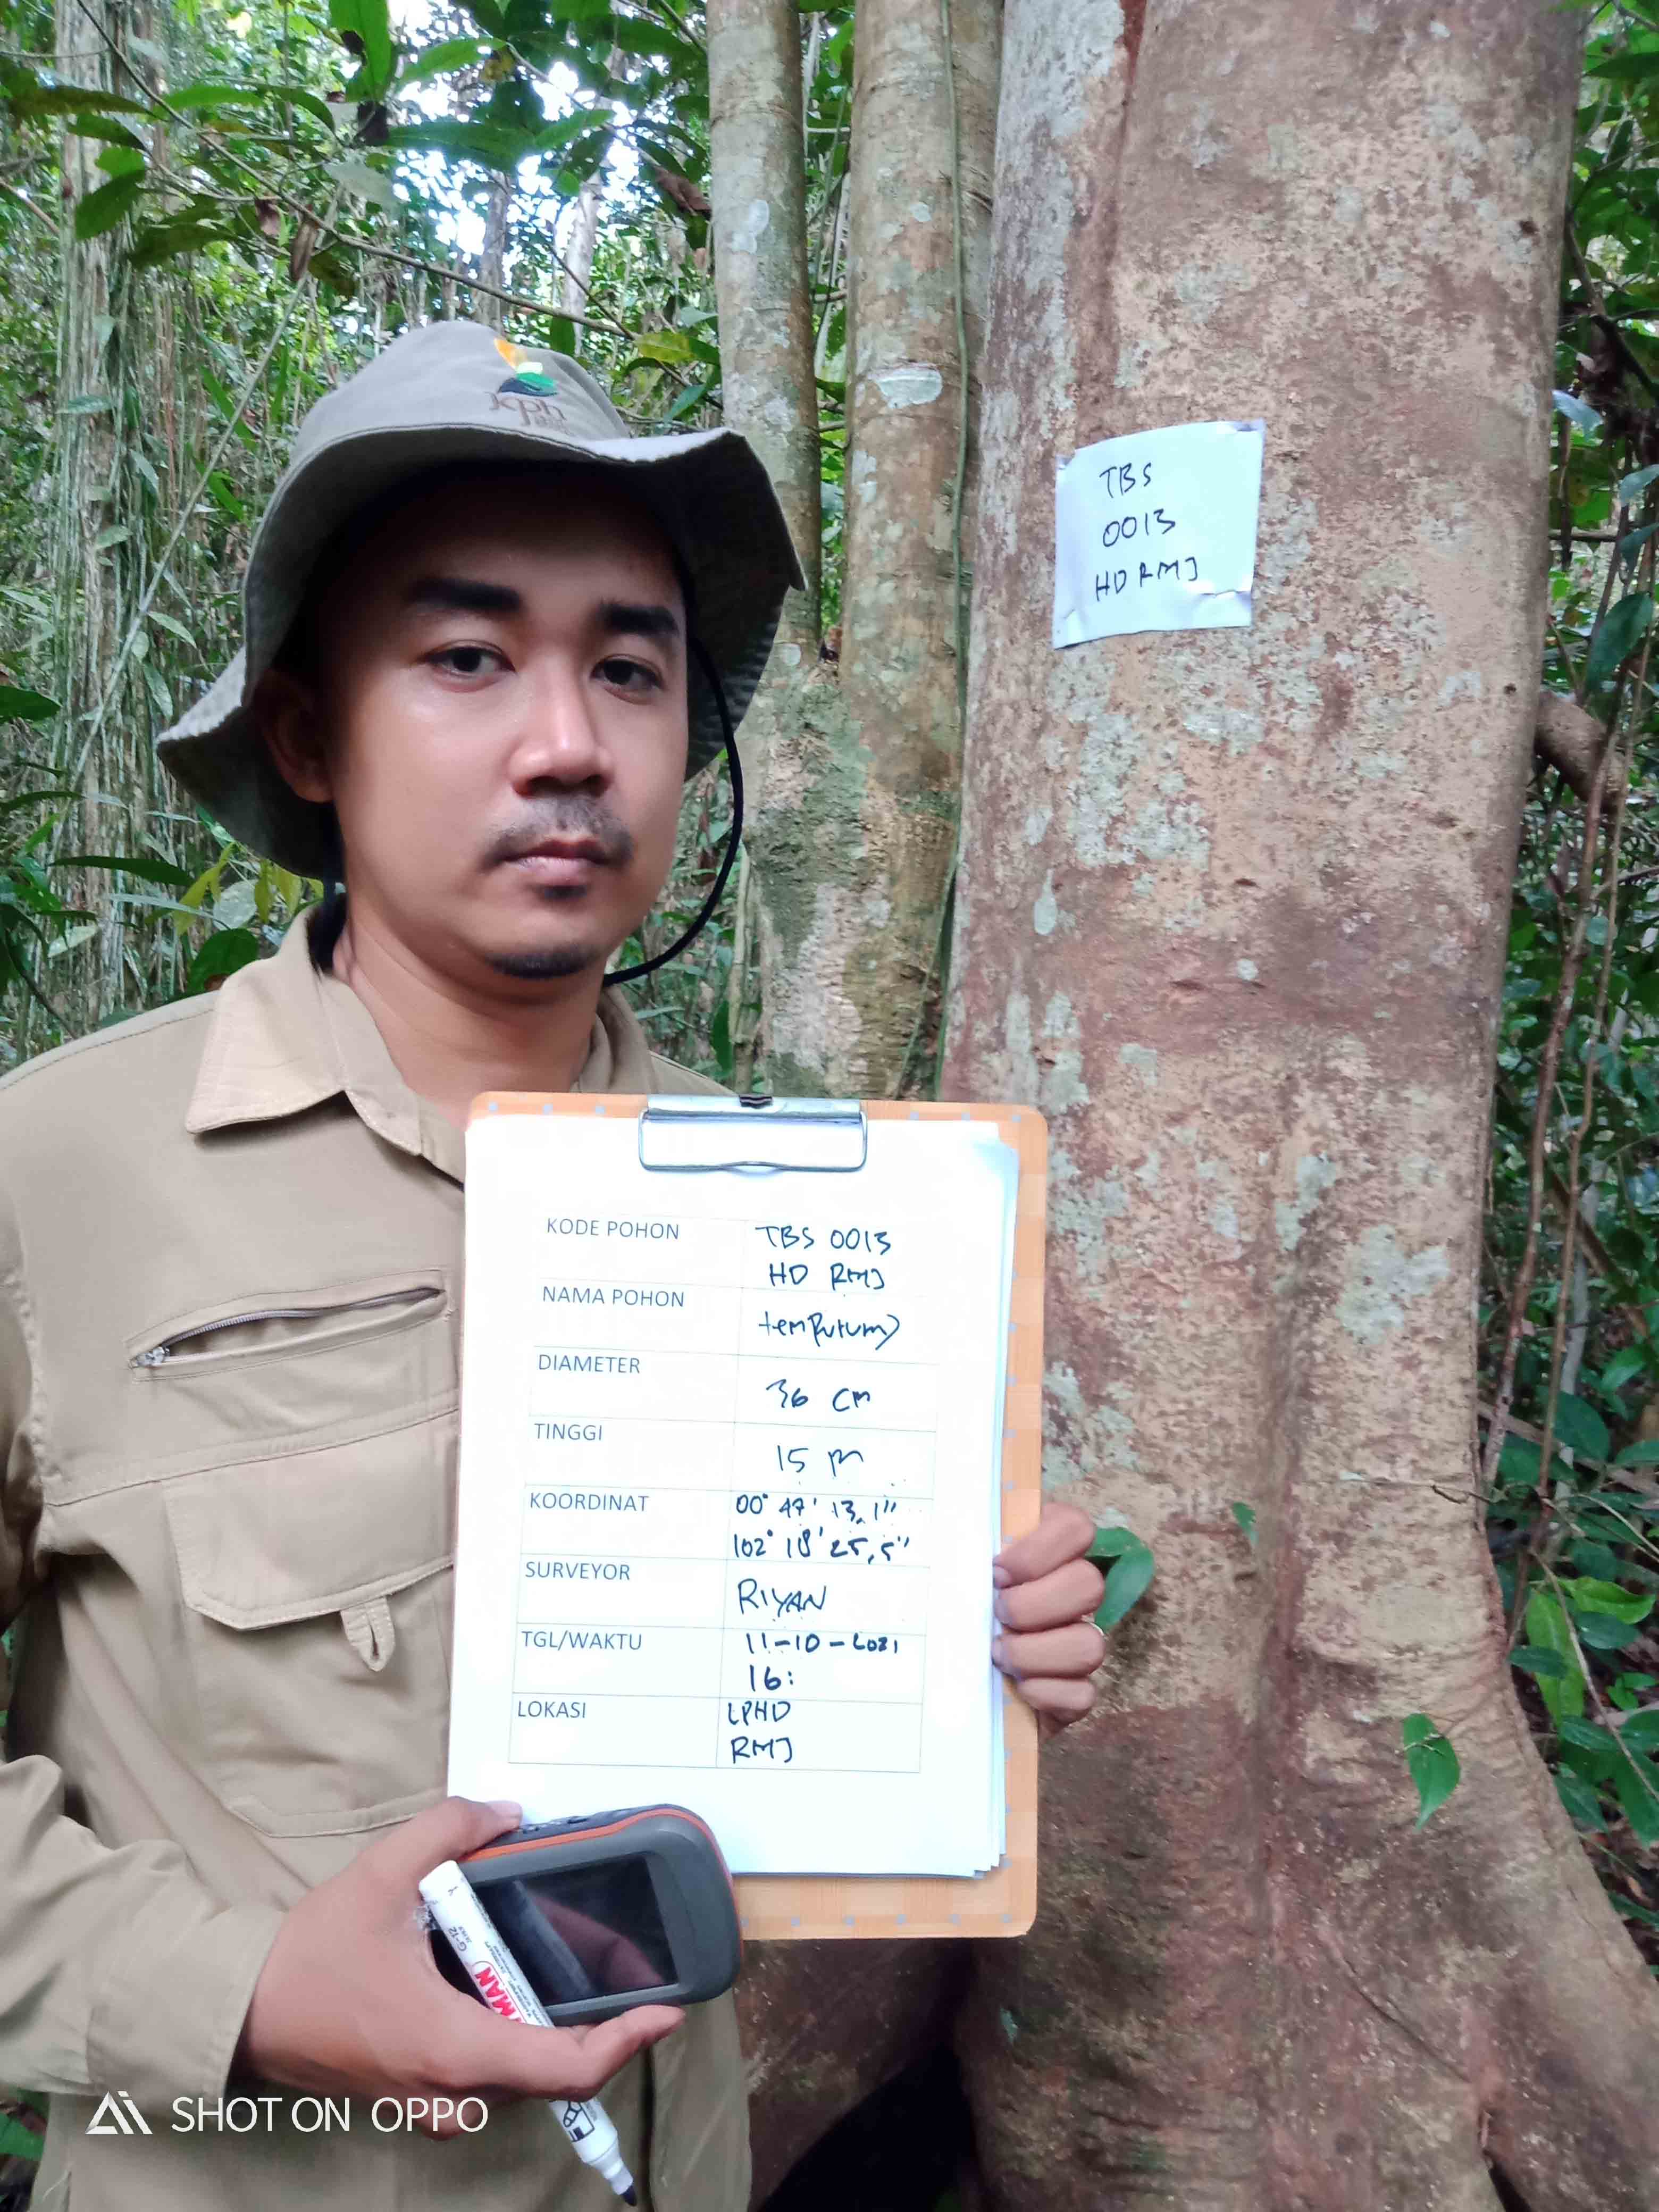 kph
TBS
0013
HD RMJ
KODE POHON TBS 0013
HD RMJ
NAMA POHON
DIAMETER 36 cm
TINGGI 15 m
KOORDINAT 00° 47' 13,1"
102° 18' 25,5"
SURVEYOR RIYAN
TGL/WAKTU 11-10-2021
16:
LOKASI LPHD
RMJ
G-12
SHOT ON OPPO